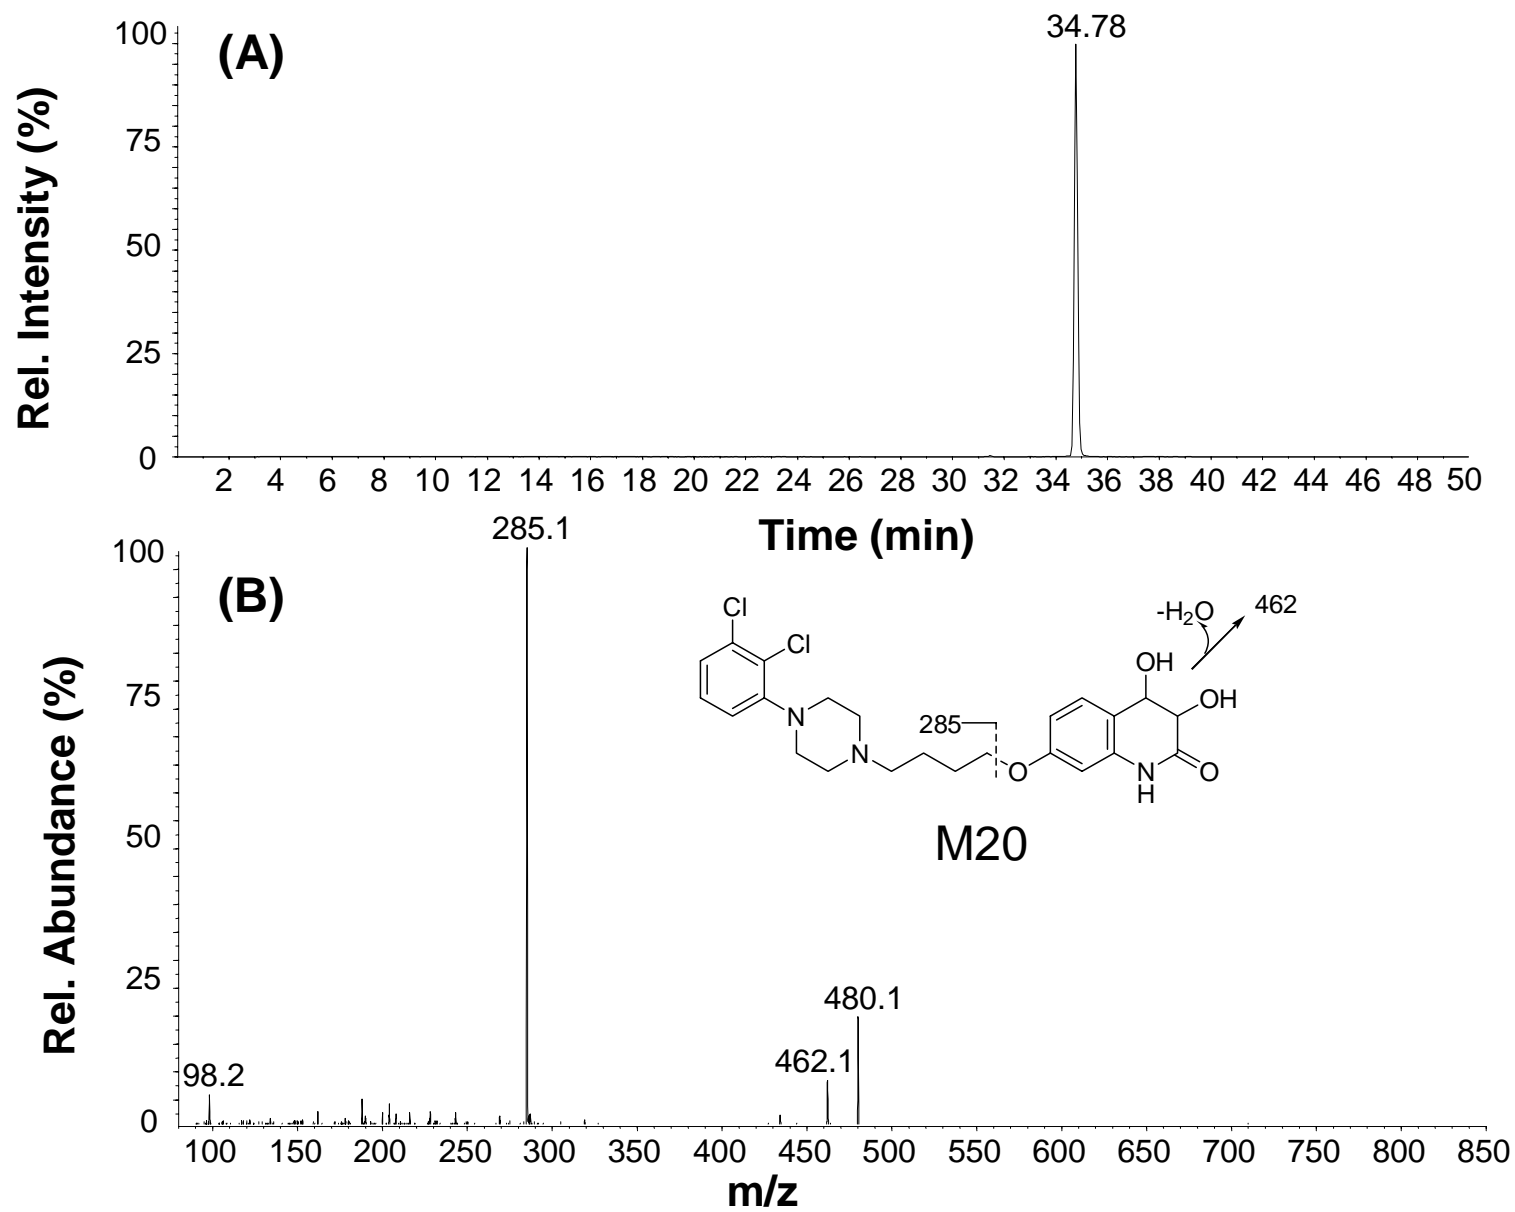 34.78
(A)
Rel. Intensity (%)
100
75
50
25
0
2 4 6 8 10 12 14 16 18 20 22 24 26 28 30 32 34 36 38 40 42 44 46 48 50
Time (min)
285.1
(B)
Rel. Abundance (%)
100
75
50
25
0
Cl
Cl
N
N
285
O
-H₂O
462
OH
OH
N
H
O
M20
98.2
462.1
480.1
100 150 200 250 300 350 400 450 500 550 600 650 700 750 800 850
m/z